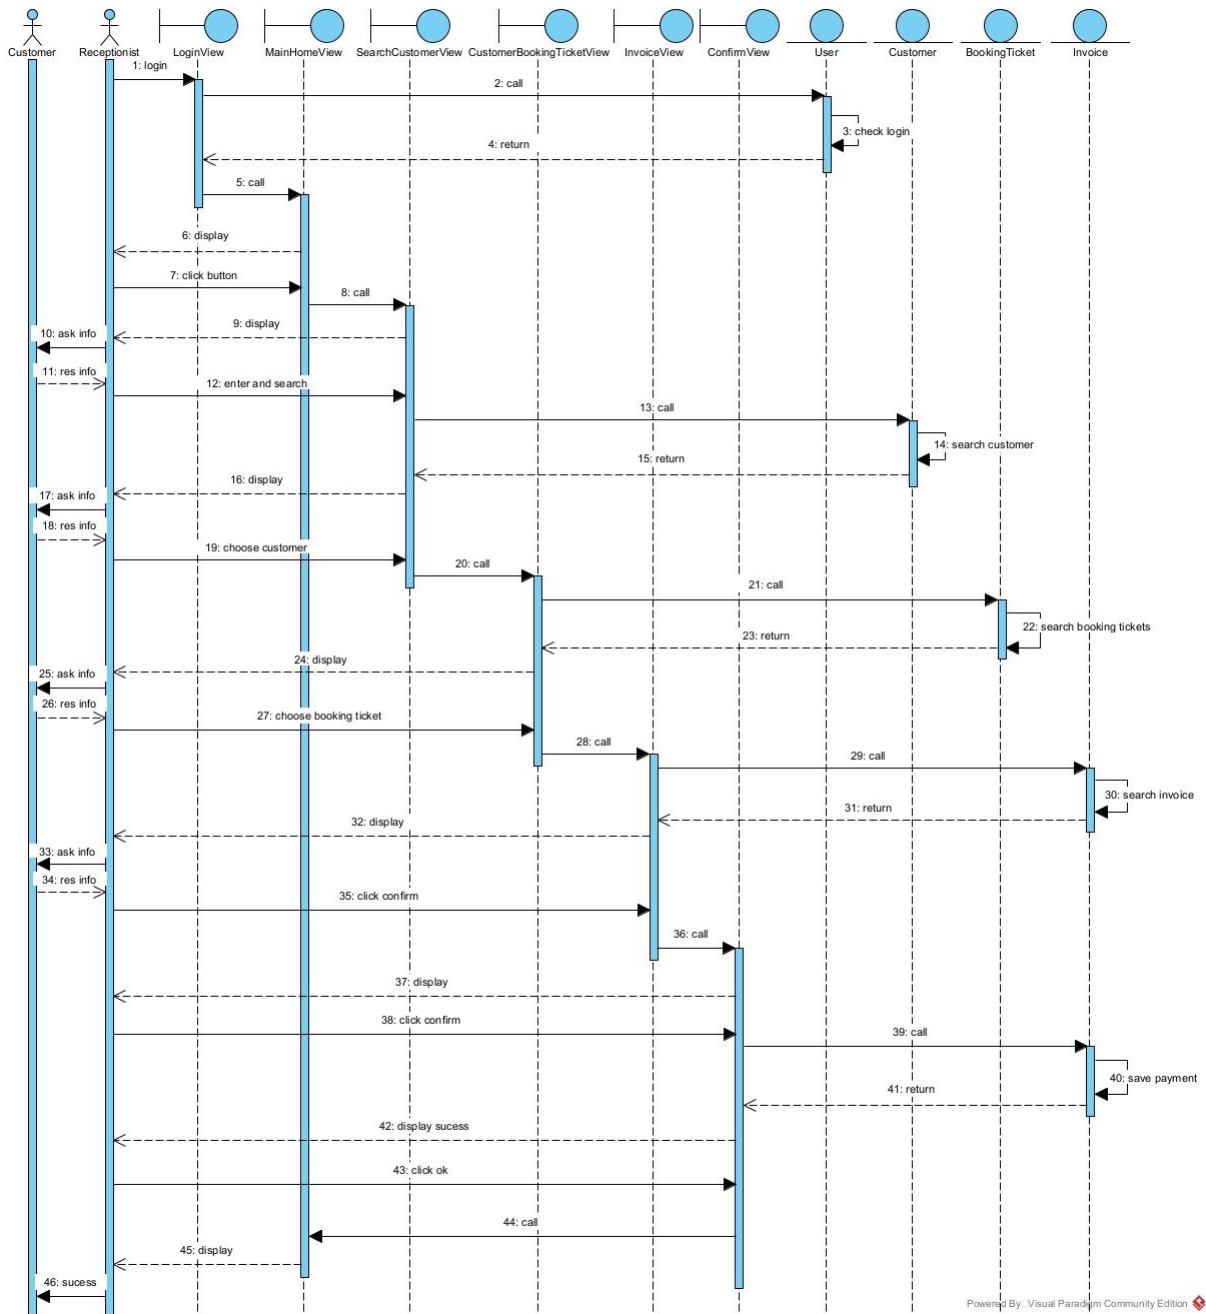 Customer
Receptionist
LoginView
MainHomeView
SearchCustomerView
CustomerBookingTicketView
InvoiceView
ConfirmView
User
Customer
BookingTicket
Invoice
1: login
2: call
3: check login
4: return
5: call
6: display
7: click button
8: call
9: display
10: ask info
11: res info
12: enter and search
13: call
14: search customer
15: return
16: display
17: ask info
18: res info
19: choose customer
20: call
21: call
22: search booking tickets
23: return
24: display
25: ask info
26: res info
27: choose booking ticket
28: call
29: call
30: search invoice
31: return
32: display
33: ask info
34: res info
35: click confirm
36: call
37: display
38: click confirm
39: call
40: save payment
41: return
42: display sucess
43: click ok
44: call
45: display
46: sucess
Powered By Visual Paradigm Community Edition